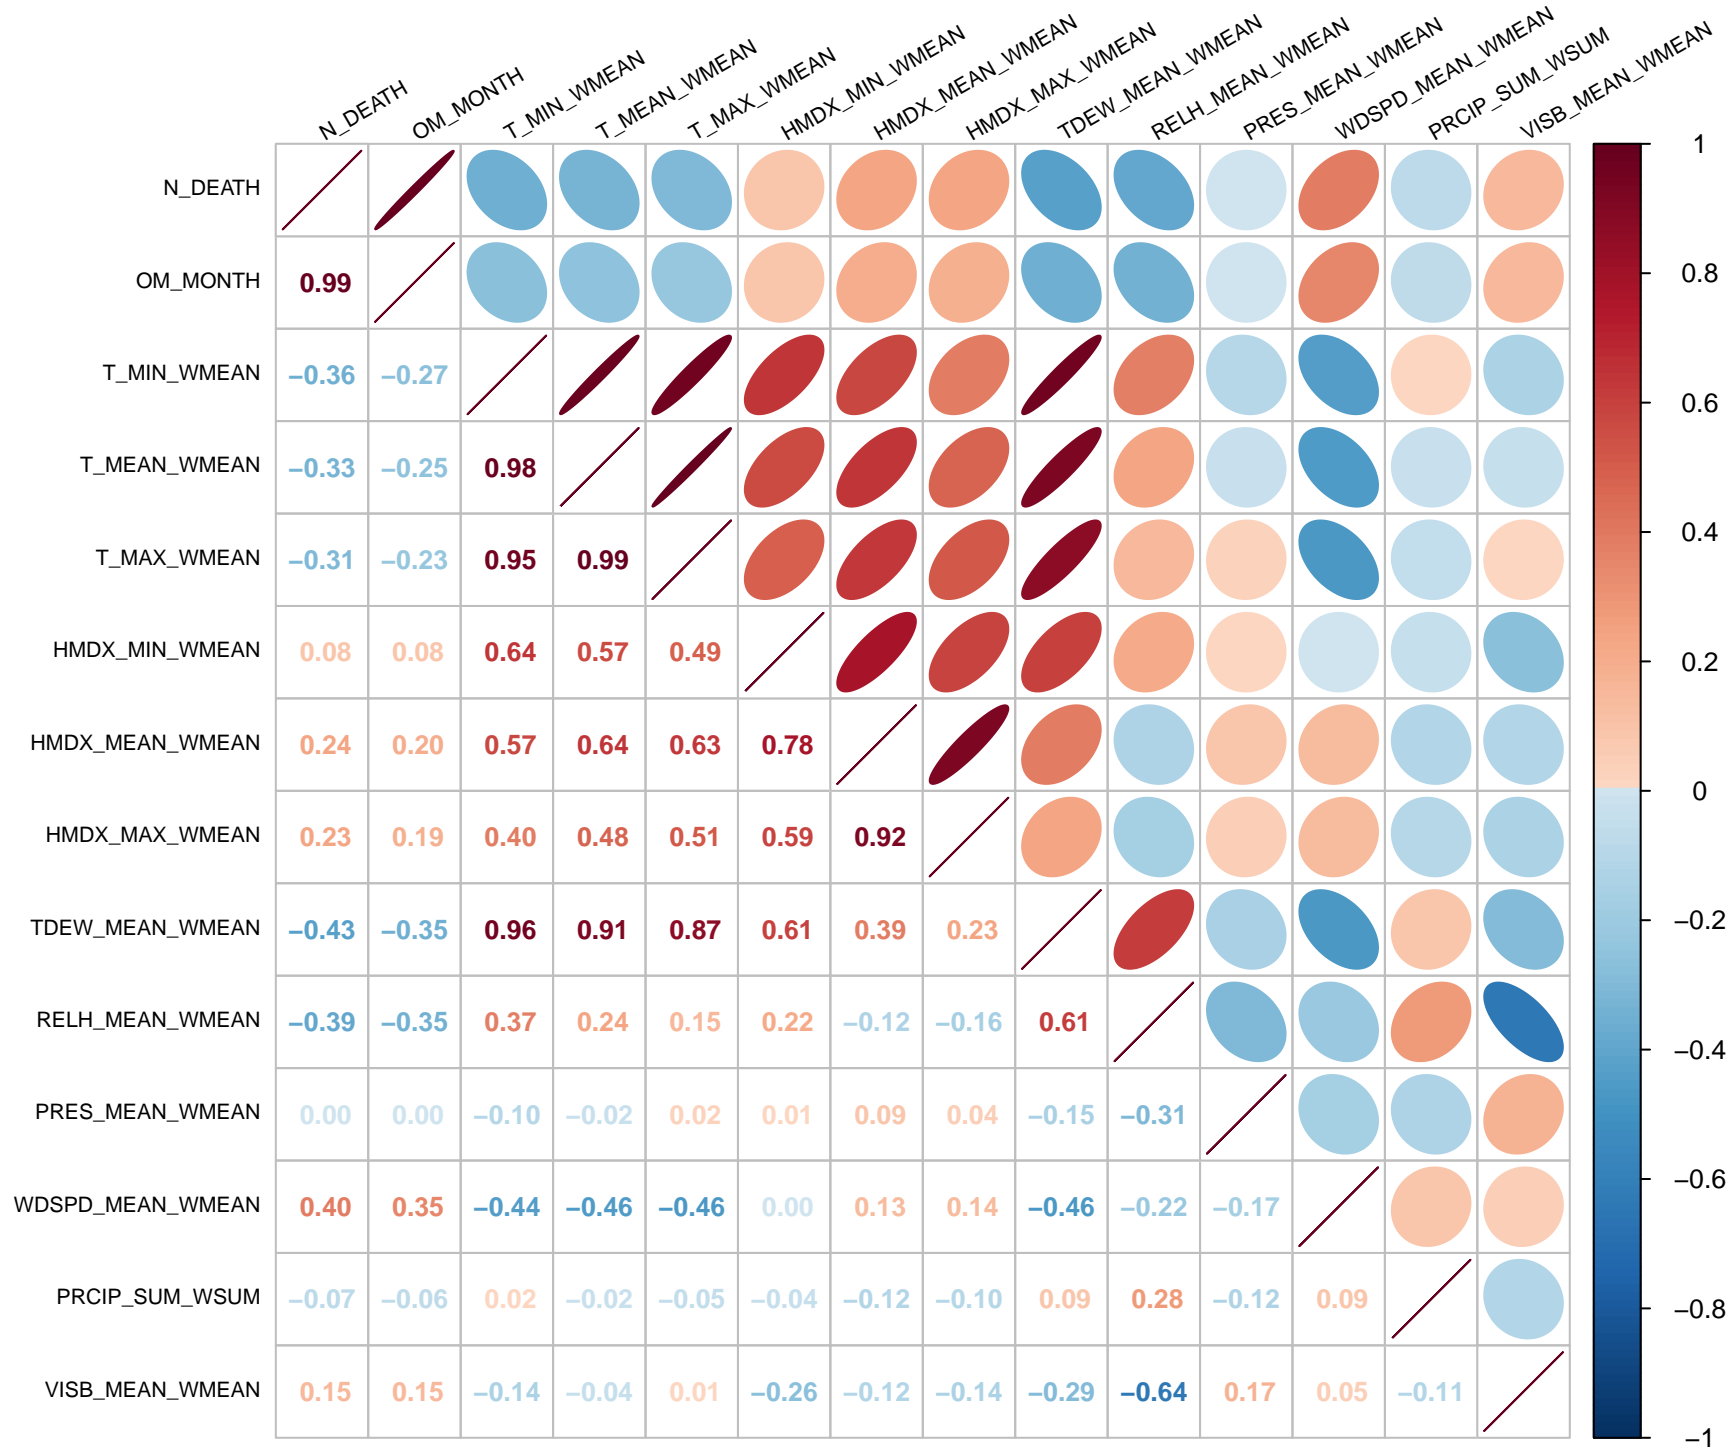 N_DEATH
OM_MONTH
T_MIN_WMEAN
T_MEAN_WMEAN
T_MAX_WMEAN
HMDX_MIN_WMEAN
HMDX_MEAN_WMEAN
HMDX_MAX_WMEAN
TDEW_MEAN_WMEAN
RELH_MEAN_WMEAN
PRES_MEAN_WMEAN
WDSPD_MEAN_WMEAN
PRCIP_SUM_WSUM
VISB_MEAN_WMEAN
N_DEATH
OM_MONTH 0.99
T_MIN_WMEAN −0.36 −0.27
T_MEAN_WMEAN −0.33 −0.25 0.98
T_MAX_WMEAN −0.31 −0.23 0.95 0.99
HMDX_MIN_WMEAN 0.08 0.08 0.64 0.57 0.49
HMDX_MEAN_WMEAN 0.24 0.20 0.57 0.64 0.63 0.78
HMDX_MAX_WMEAN 0.23 0.19 0.40 0.48 0.51 0.59 0.92
TDEW_MEAN_WMEAN −0.43 −0.35 0.96 0.91 0.87 0.61 0.39 0.23
RELH_MEAN_WMEAN −0.39 −0.35 0.37 0.24 0.15 0.22 −0.12 −0.16 0.61
PRES_MEAN_WMEAN 0.00 0.00 −0.10 −0.02 0.02 0.01 0.09 0.04 −0.15 −0.31
WDSPD_MEAN_WMEAN 0.40 0.35 −0.44 −0.46 −0.46 0.00 0.13 0.14 −0.46 −0.22 −0.17
PRCIP_SUM_WSUM −0.07 −0.06 0.02 −0.02 −0.05 −0.04 −0.12 −0.10 0.09 0.28 −0.12 0.09
VISB_MEAN_WMEAN 0.15 0.15 −0.14 −0.04 0.01 −0.26 −0.12 −0.14 −0.29 −0.64 0.17 0.05 −0.11
1
0.8
0.6
0.4
0.2
0
−0.2
−0.4
−0.6
−0.8
−1